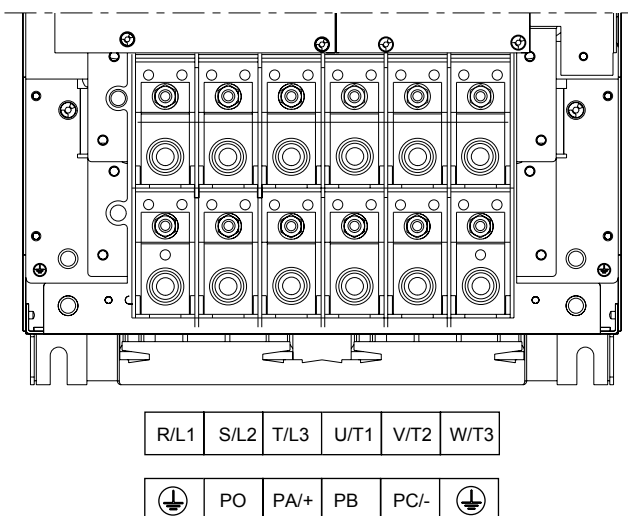 R/L1 S/L2 T/L3 U/T1 V/T2 W/T3
PO PA/+ PB PC/-